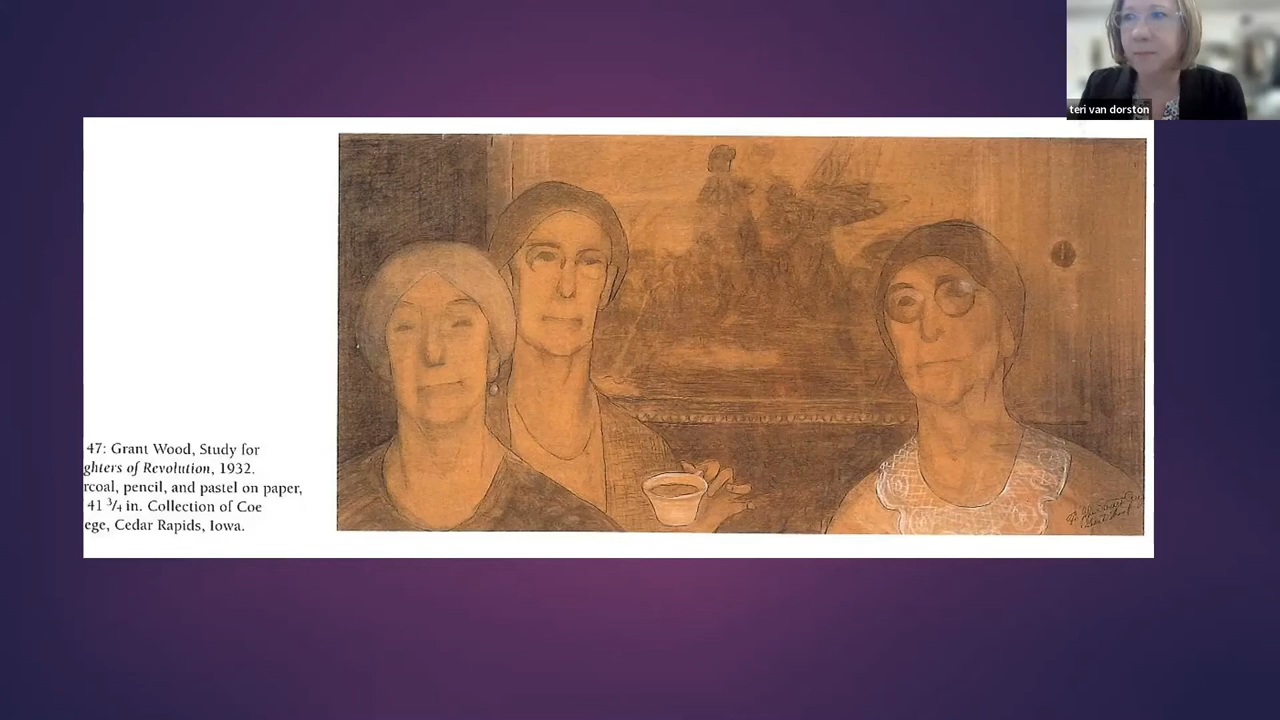 teri van dorston
47: Grant Wood, Study for
ghters of Revolution, 1932.
rcoal, pencil, and pastel on paper,
41 ¾ in. Collection of Coe
ege, Cedar Rapids, Iowa.